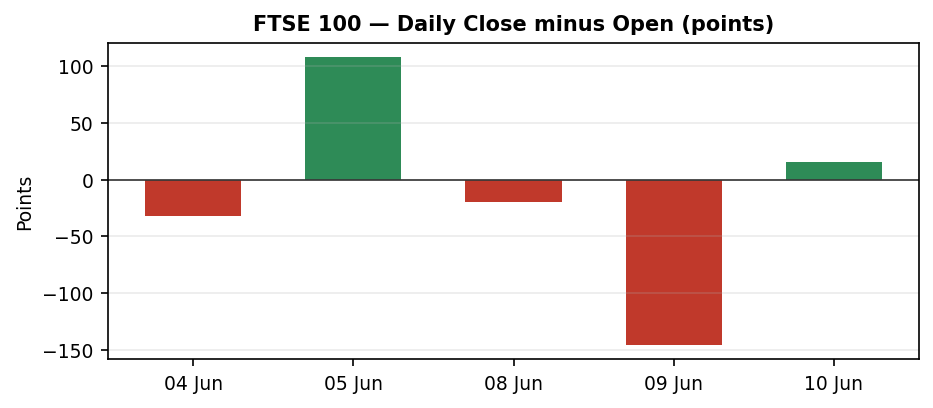 FTSE 100 — Daily Close minus Open (points)
100
50
0
−50
−100
−150
Points
04 Jun 05 Jun 08 Jun 09 Jun 10 Jun